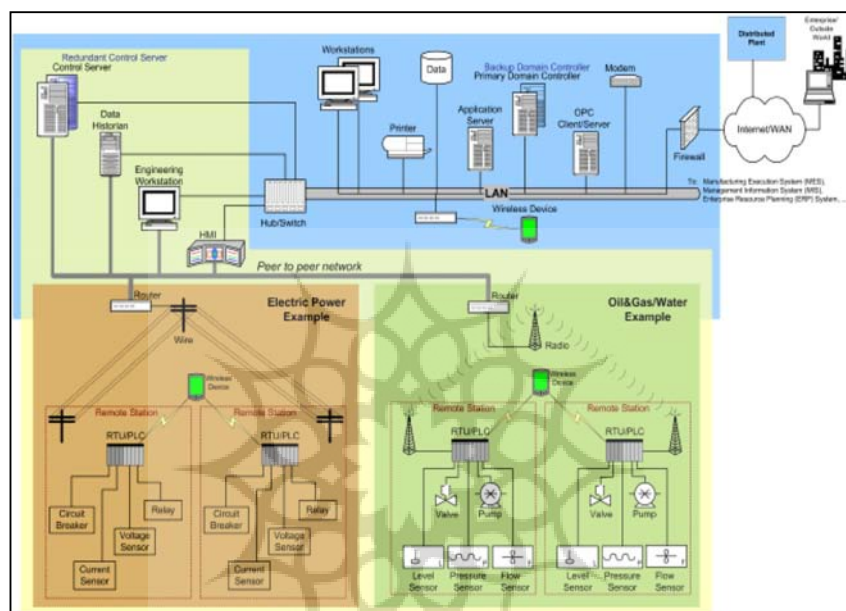 Enterprise/
Outside
World
Distributed
Plant
Redundant Control Server
Control Server
Workstations
Data
Backup Domain Controller
Primary Domain Controller
Modem
Data
Historian
Printer
Application
Server
OPC
Client/Server
Internet/WAN
Engineering
Workstation
Firewall
LAN
To: Manufacturing Execution System (MES),
Management Information System (MIS),
Enterprise Resource Planning (ERP) System, ...
Hub/Switch
Wireless Device
HMI
Peer to peer network
Router
Electric Power
Example
Wire
Router
Oil&Gas/Water
Example
Radio
Wireless
Device
Wireless
Device
Remote Station
Remote Station
Remote Station
Remote Station
RTU/PLC
RTU/PLC
RTU/PLC
RTU/PLC
Circuit
Breaker
Relay
Voltage
Sensor
Current
Sensor
Circuit
Breaker
Relay
Voltage
Sensor
Current
Sensor
Valve
Pump
Valve
Pump
L
P
F
L
P
F
Level
Sensor
Pressure
Sensor
Flow
Sensor
Level
Sensor
Pressure
Sensor
Flow
Sensor